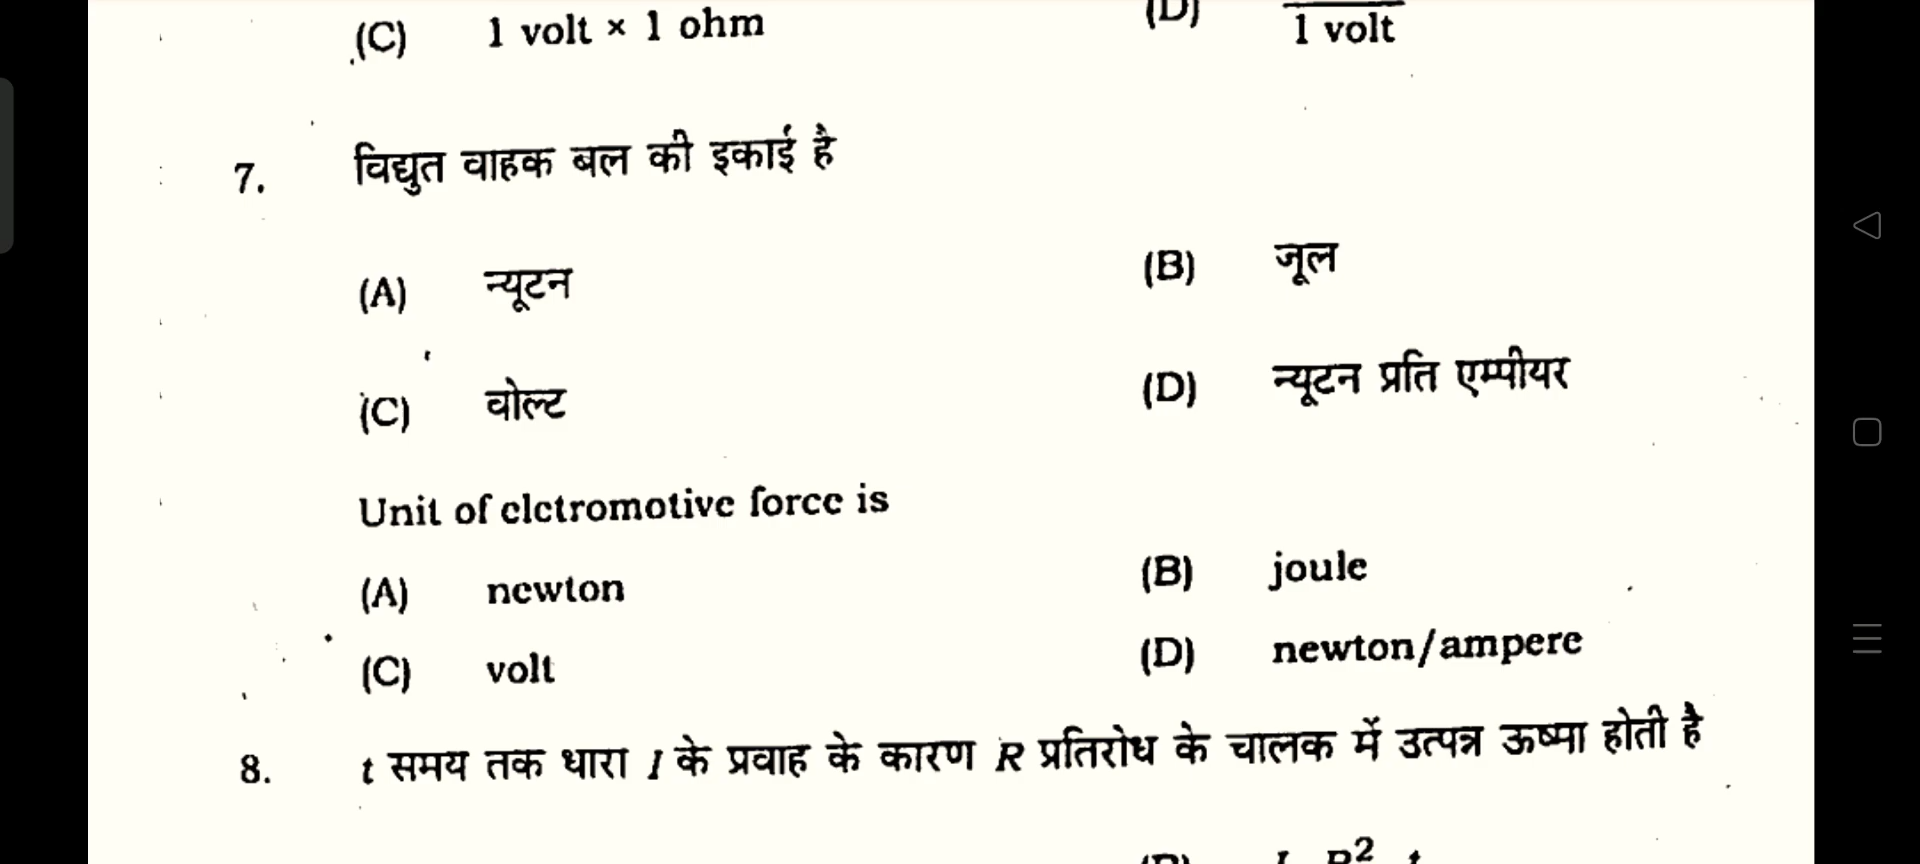 (C) 1 volt × 1 ohm (D) 1 volt
7. विद्युत वाहक बल की इकाई है
(A) न्यूटन (B) जूल
(C) वोल्ट (D) न्यूटन प्रति एम्पीयर
Unit of elctromotive force is
(A) newton (B) joule
(C) volt (D) newton/ampere
8. t समय तक धारा I के प्रवाह के कारण R प्रतिरोध के चालक में उत्पन्न ऊष्मा होती है